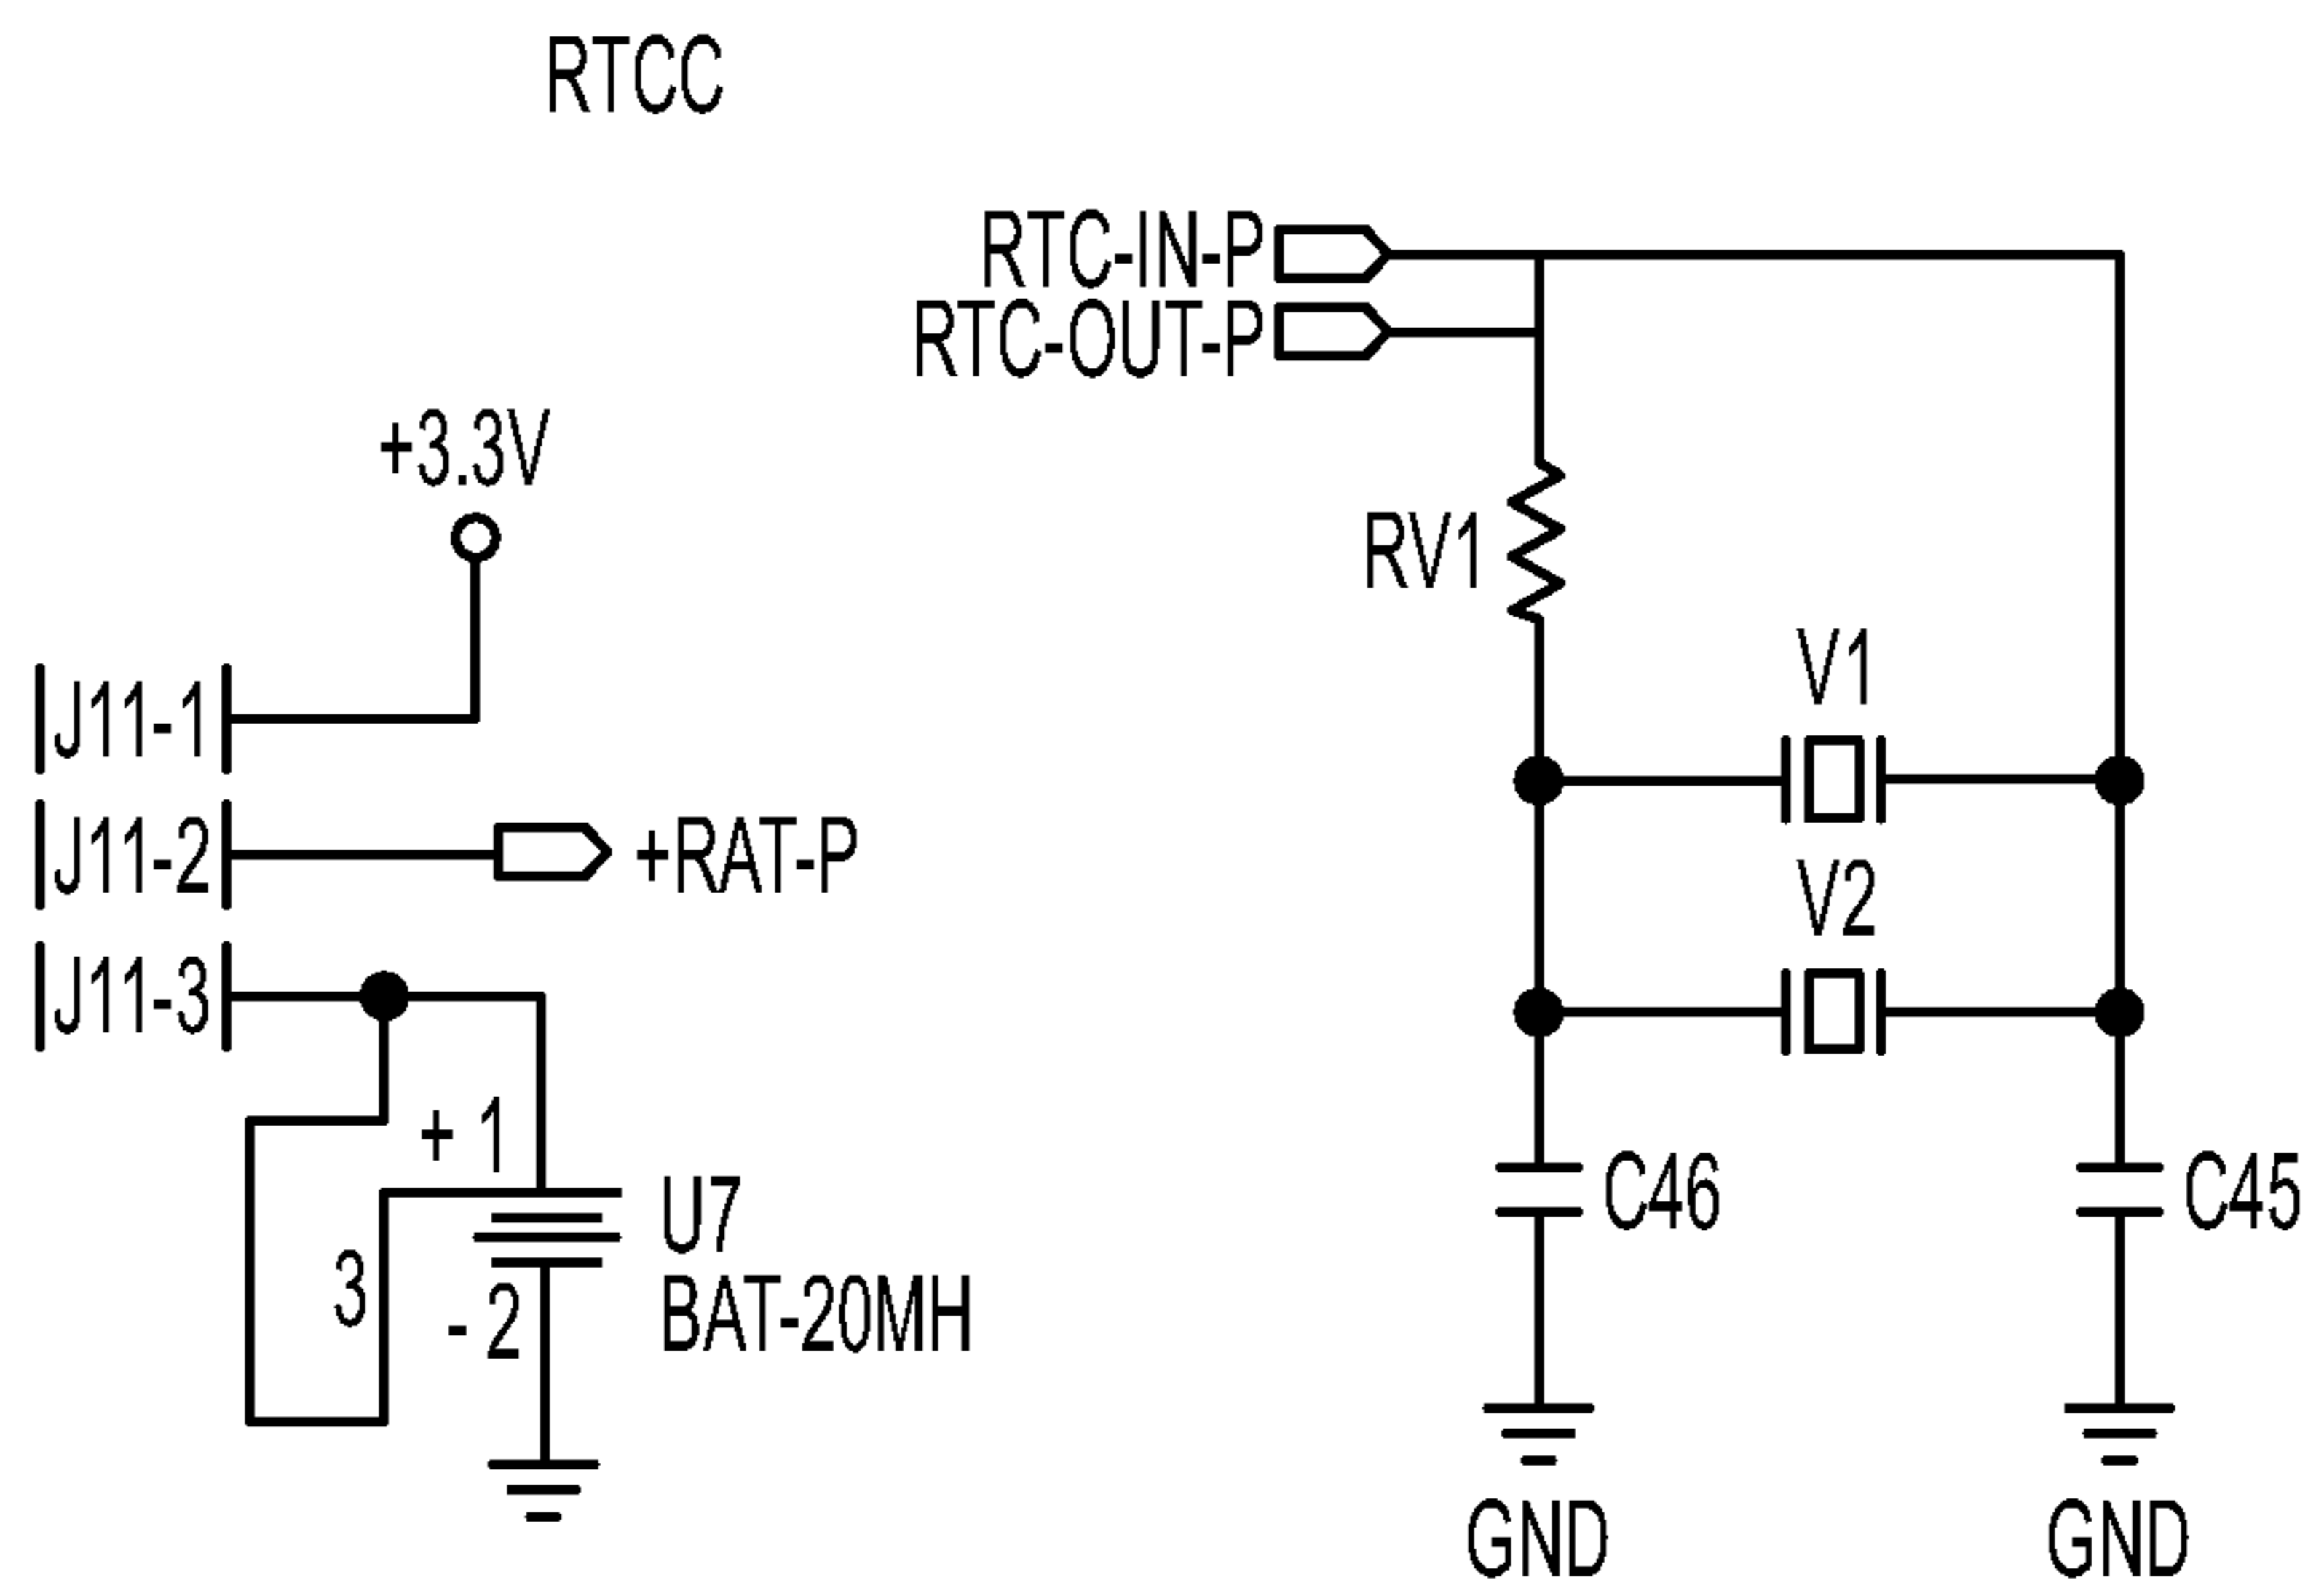 RTCC
RTC-IN-P
RTC-OUT-P
+3.3V
RV1
V1
J11-1
J11-2
+RAT-P
V2
J11-3
+ 1
C46
C45
U7
3
- 2
BAT-20MH
GND
GND